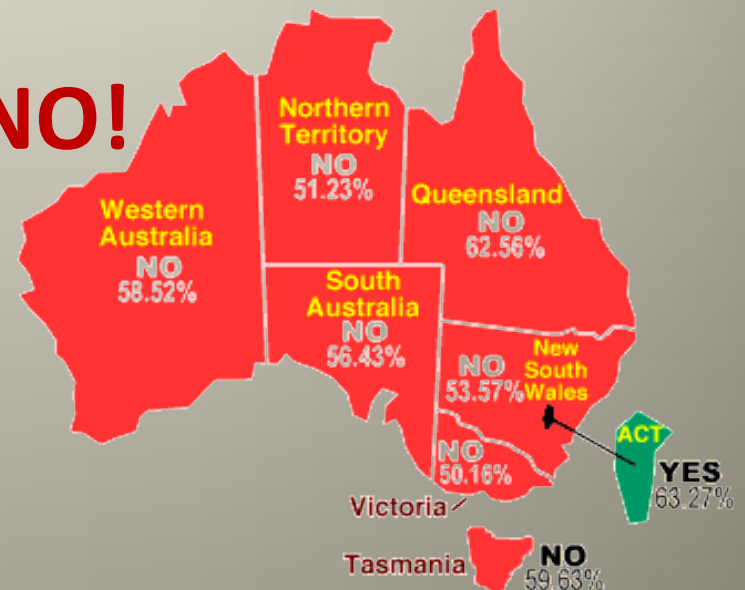 NO!
Northern
Territory
NO
51.23%
Queensland
NO
62.56%
Western
Australia
NO
58.52%
South
Australia
NO
56.43%
New
South
Wales
NO
53.57%
ACT
YES
63.27%
NO
50.16%
Victoria
Tasmania
NO
59.63%